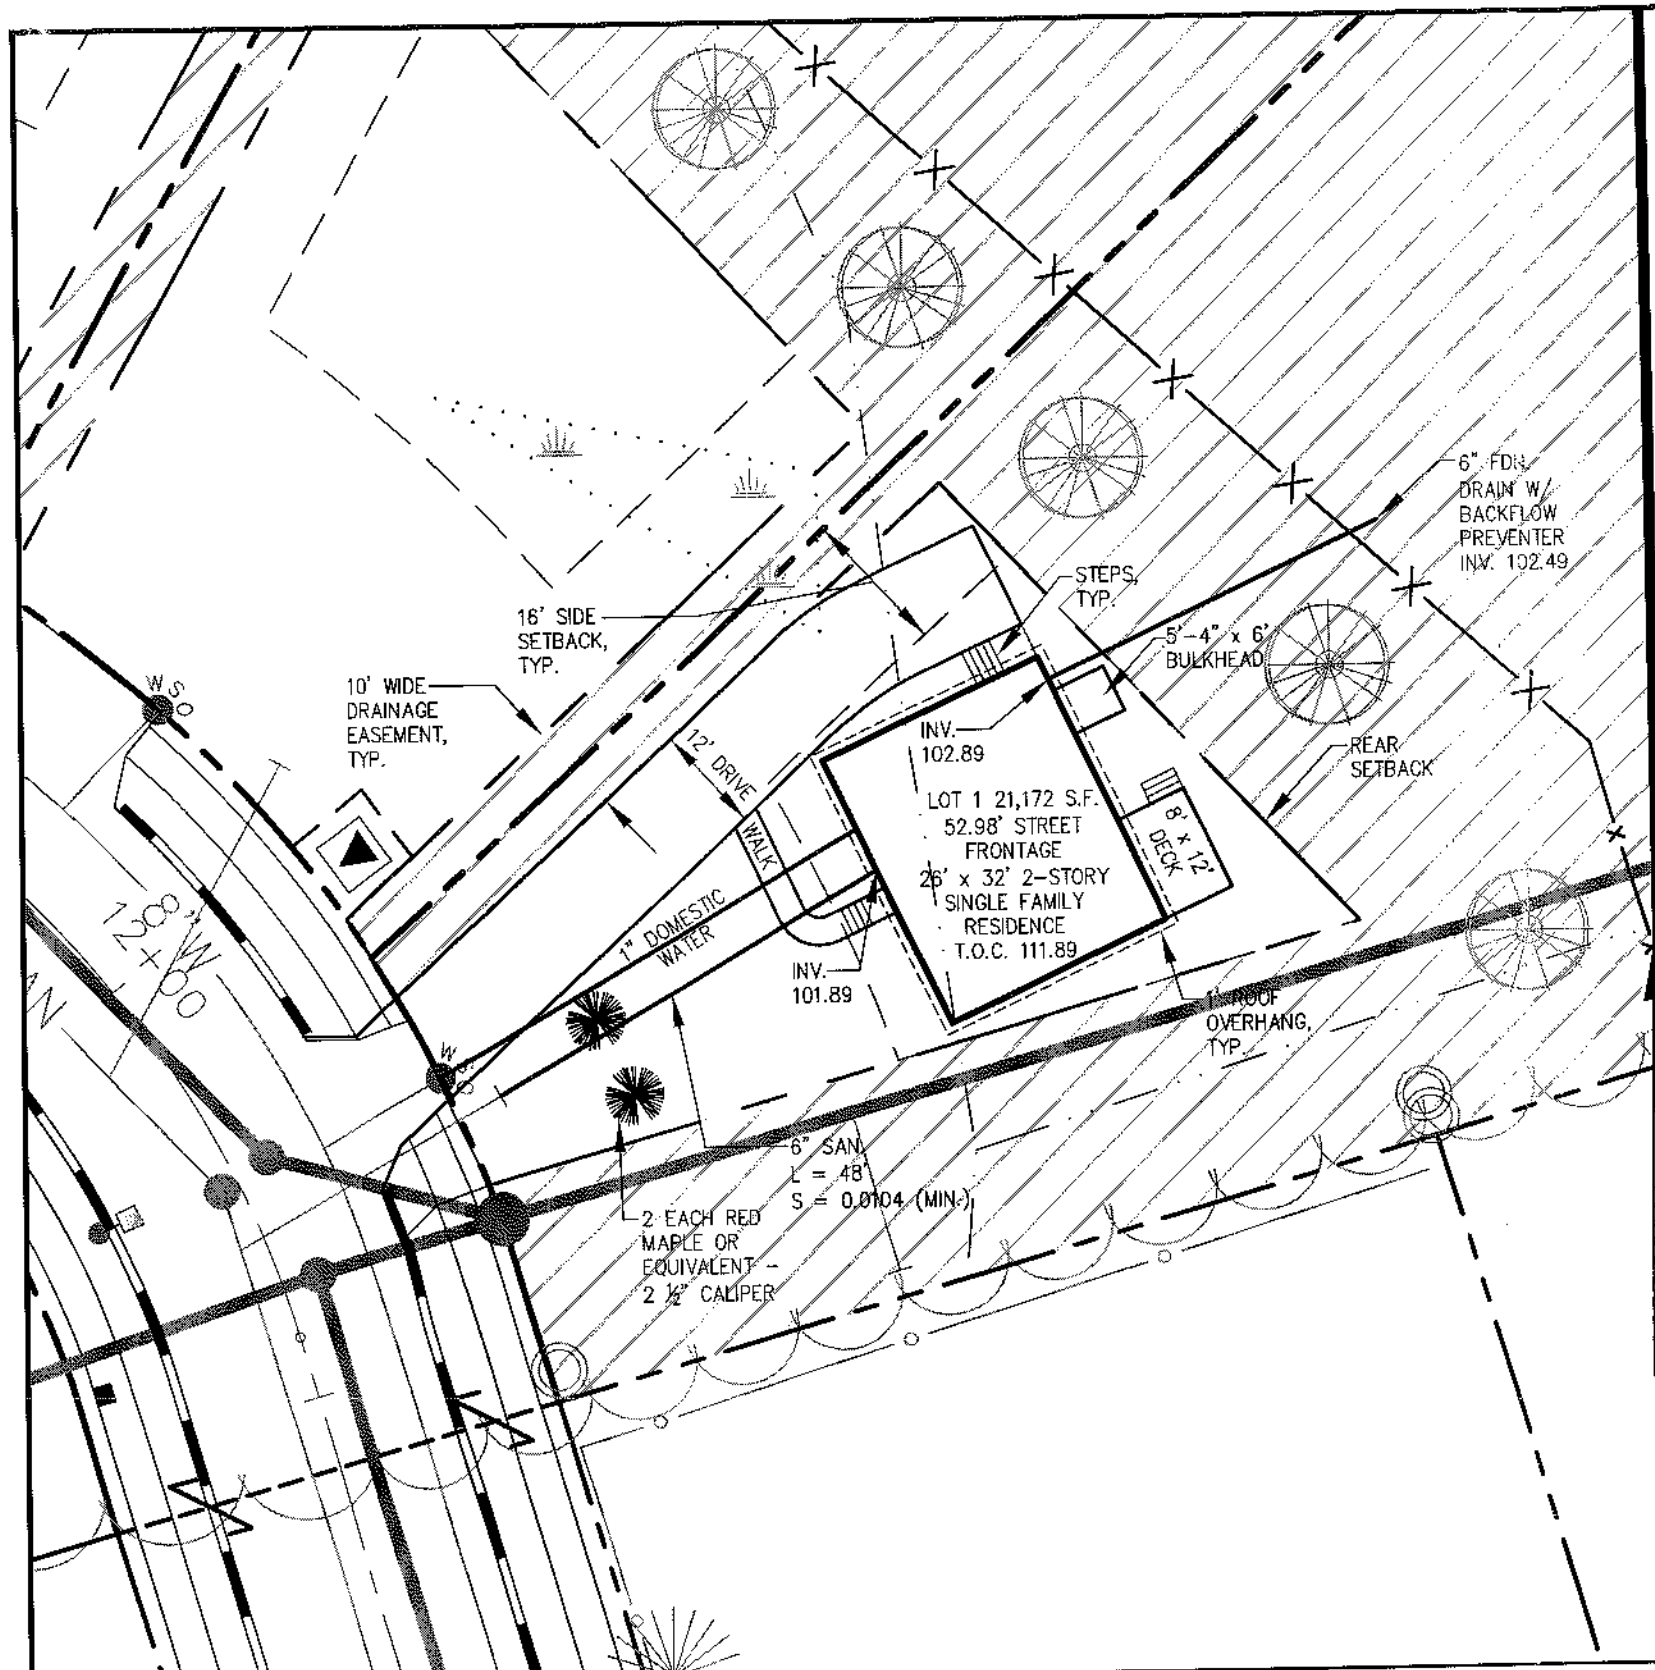 6" FDN.
DRAIN W/
BACKFLOW
PREVENTER
INV. 102.49
STEPS,
TYP.
16' SIDE
SETBACK,
TYP.
5'-4" x 6'
BULKHEAD
10' WIDE
DRAINAGE
EASEMENT,
TYP.
W
SO
INV.
102.89
12' DRIVE
REAR
SETBACK
LOT 1 21,172 S.F.
52.98' STREET
FRONTAGE
26' x 32' 2-STORY
SINGLE FAMILY
RESIDENCE
T.O.C. 111.89
WALK
8' x 12'
DECK
1" DOMESTIC
WATER
8" W
12+00
AN
INV.
101.89
1' ROOF
OVERHANG,
TYP.
W
6" SAN.
L = 48'
S = 0.0104 (MIN.)
2 EACH RED
MAPLE OR
EQUIVALENT -
2 ½" CALIPER